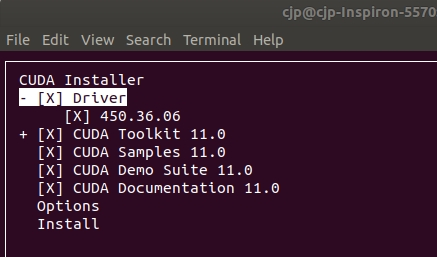 cjp@cjp-Inspiron-5570
File Edit View Search Terminal Help
CUDA Installer
- [X] Driver
[X] 450.36.06
+ [X] CUDA Toolkit 11.0
[X] CUDA Samples 11.0
[X] CUDA Demo Suite 11.0
[X] CUDA Documentation 11.0
Options
Install